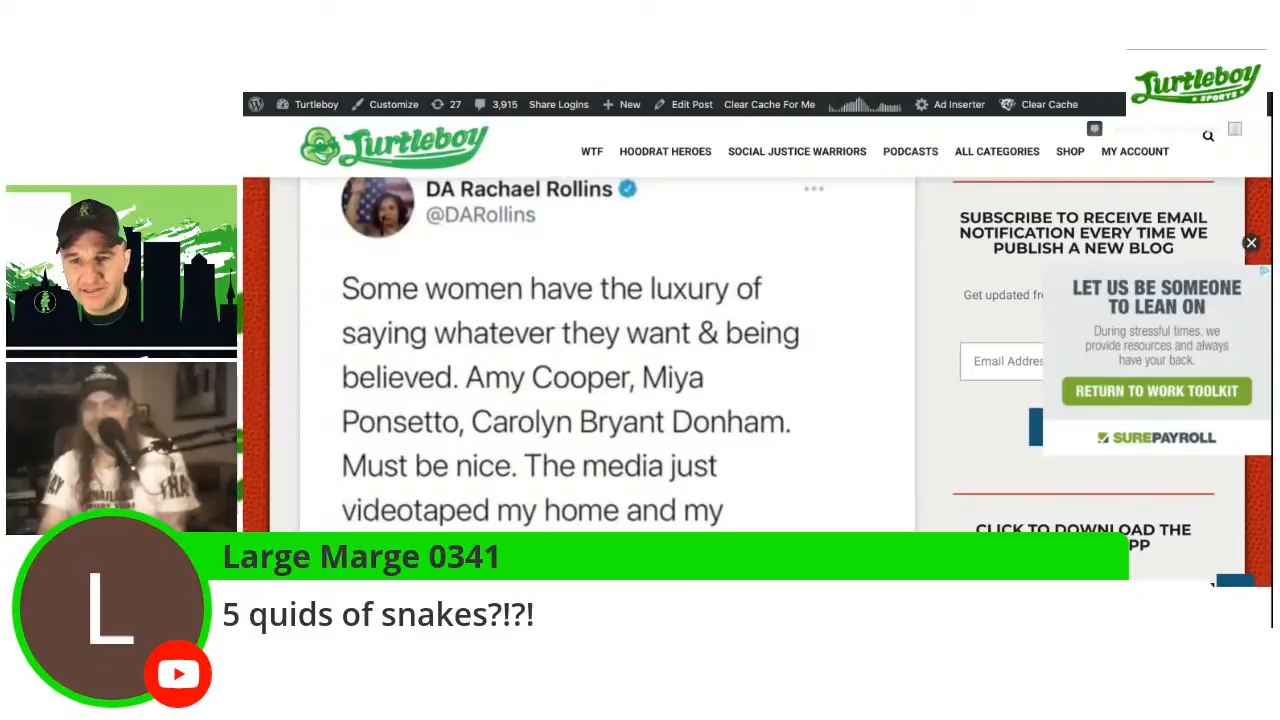 Turtleboy
SPORTS
Turtleboy Customize 27 3,915 Share Logins New Edit Post Clear Cache For Me Ad Inserter Clear Cache
Turtleboy
WTF HOODRAT HEROES SOCIAL JUSTICE WARRIORS PODCASTS ALL CATEGORIES SHOP MY ACCOUNT
DA Rachael Rollins
@DARollins
Some women have the luxury of
saying whatever they want & being
believed. Amy Cooper, Miya
Ponsetto, Carolyn Bryant Donham.
Must be nice. The media just
videotaped my home and my
SUBSCRIBE TO RECEIVE EMAIL
NOTIFICATION EVERY TIME WE
PUBLISH A NEW BLOG
Get updated
Email
LET US BE SOMEONE
TO LEAN ON
During stressful times, we
provide resources and always
have your back.
RETURN TO WORK TOOLKIT
SUREPAYROLL
CLICK TO DOWNLOAD THE
L
Large Marge 0341
5 quids of snakes?!?!